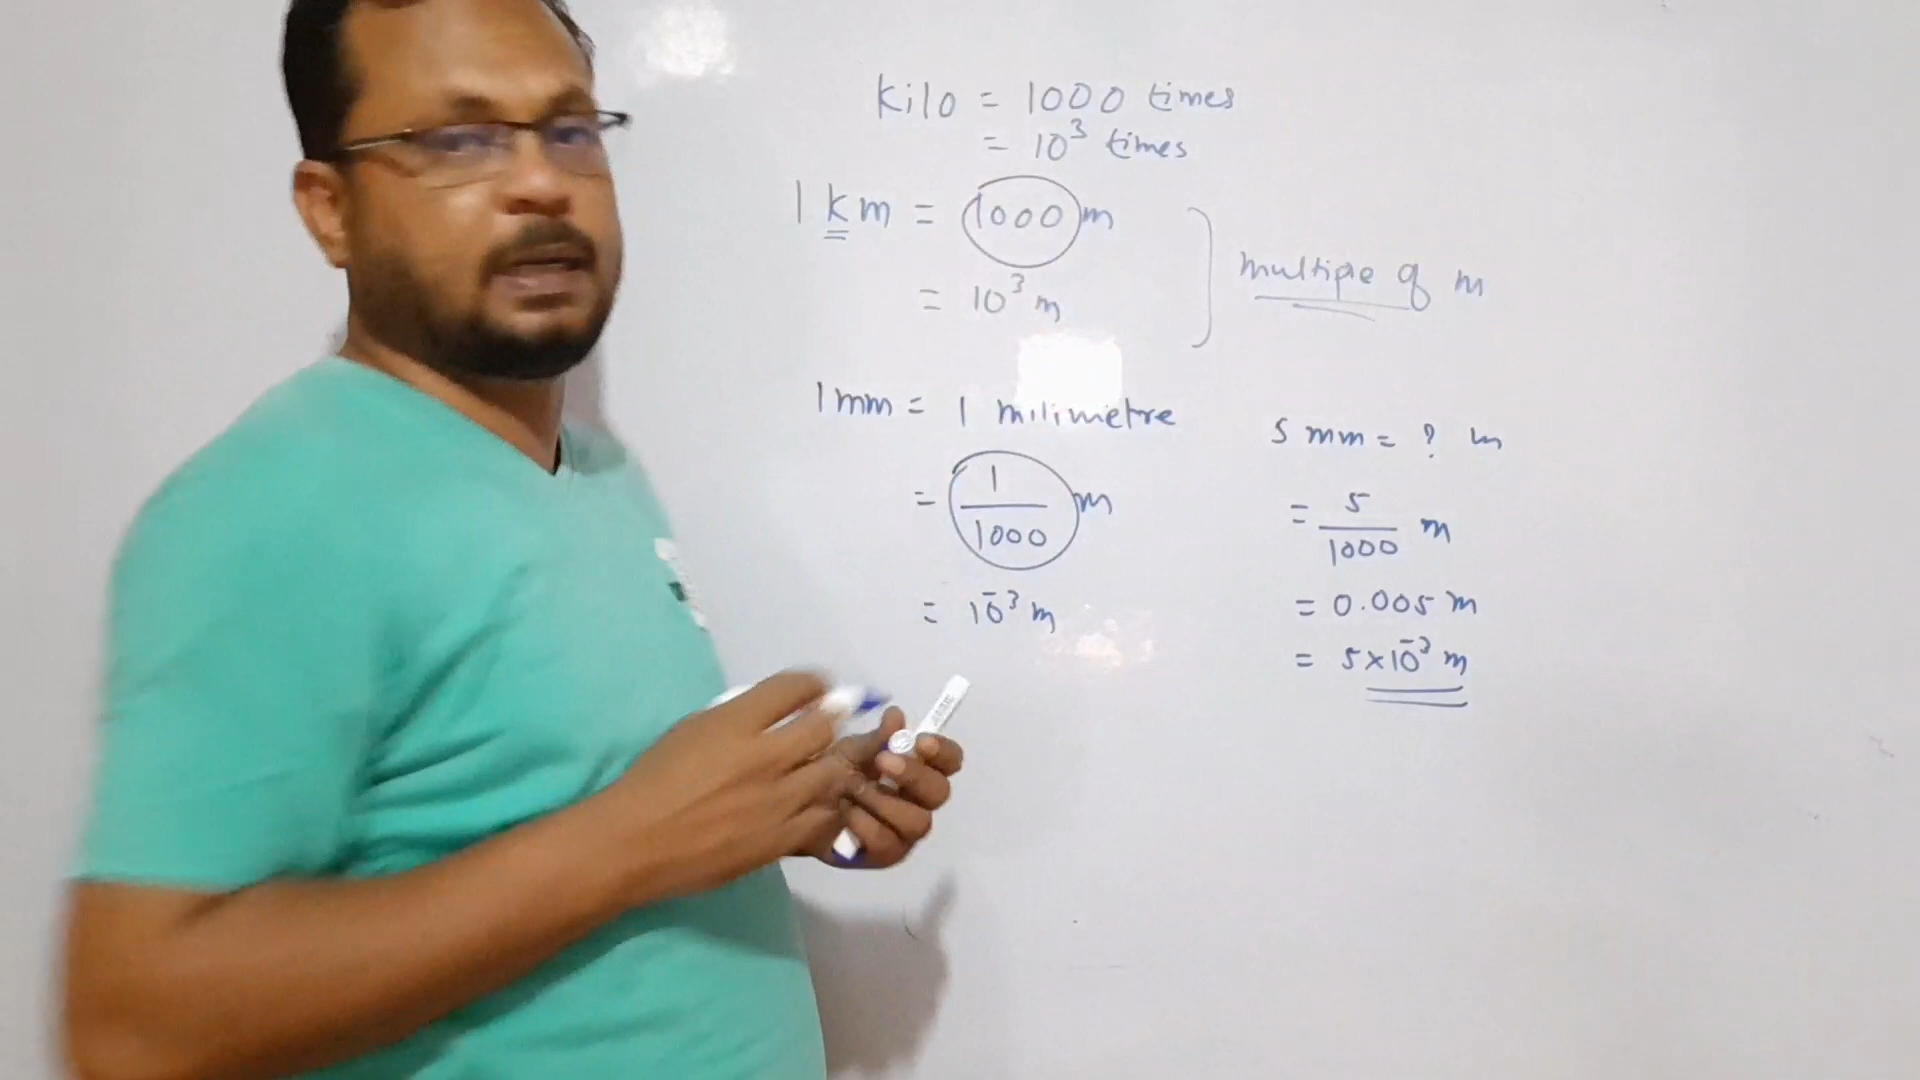 kilo = 1000 times
= 10³ times
1 km = 1000 m
= 10³ m
multiple of m
1 mm = 1 milimetre
= 1/1000 m
= 10⁻³ m
5 mm = ? m
= 5/1000 m
= 0.005 m
= 5×10⁻³ m